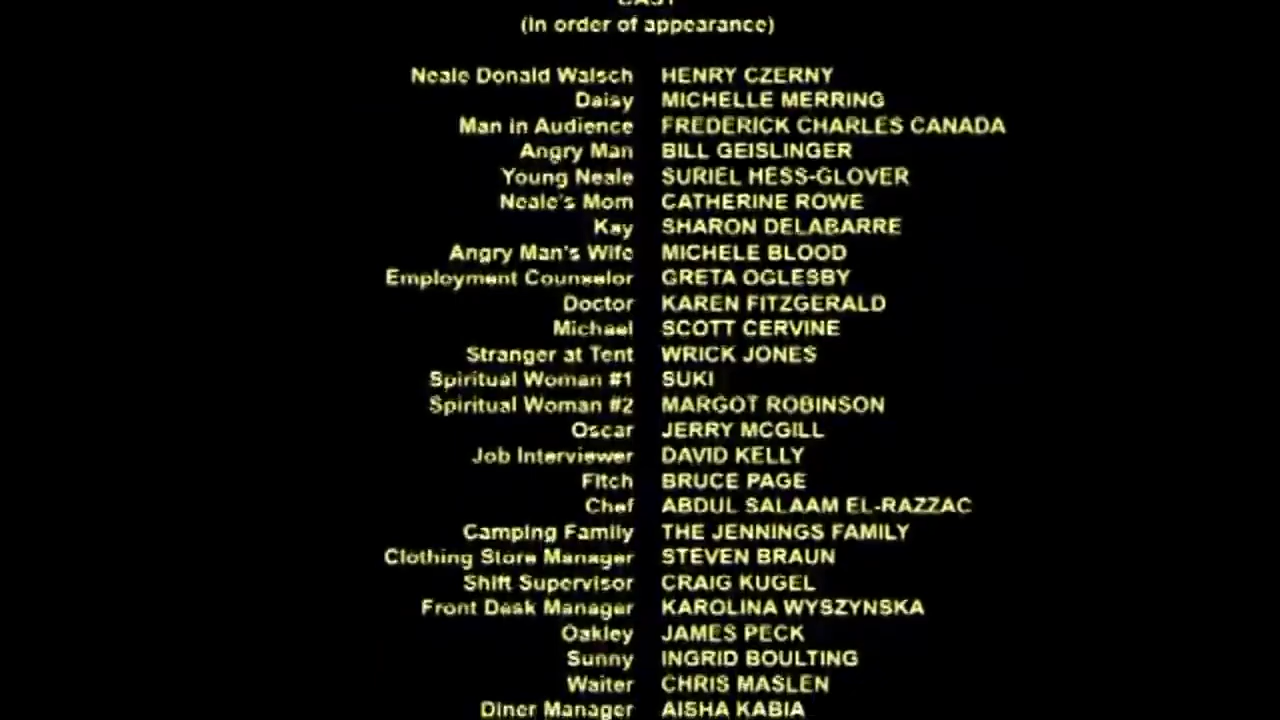 CAST
(In order of appearance)
Neale Donald Walsch HENRY CZERNY
Daisy MICHELLE MERRING
Man in Audience FREDERICK CHARLES CANADA
Angry Man BILL GEISLINGER
Young Neale SURIEL HESS-GLOVER
Neale's Mom CATHERINE ROWE
Kay SHARON DELABARRE
Angry Man's Wife MICHELE BLOOD
Employment Counselor GRETA OGLESBY
Doctor KAREN FITZGERALD
Michael SCOTT CERVINE
Stranger at Tent WRICK JONES
Spiritual Woman #1 SUKI
Spiritual Woman #2 MARGOT ROBINSON
Oscar JERRY MCGILL
Job Interviewer DAVID KELLY
Fitch BRUCE PAGE
Chef ABDUL SALAAM EL-RAZZAC
Camping Family THE JENNINGS FAMILY
Clothing Store Manager STEVEN BRAUN
Shift Supervisor CRAIG KUGEL
Front Desk Manager KAROLINA WYSZYNSKA
Oakley JAMES PECK
Sunny INGRID BOULTING
Waiter CHRIS MASLEN
Diner Manager AISHA KABIA